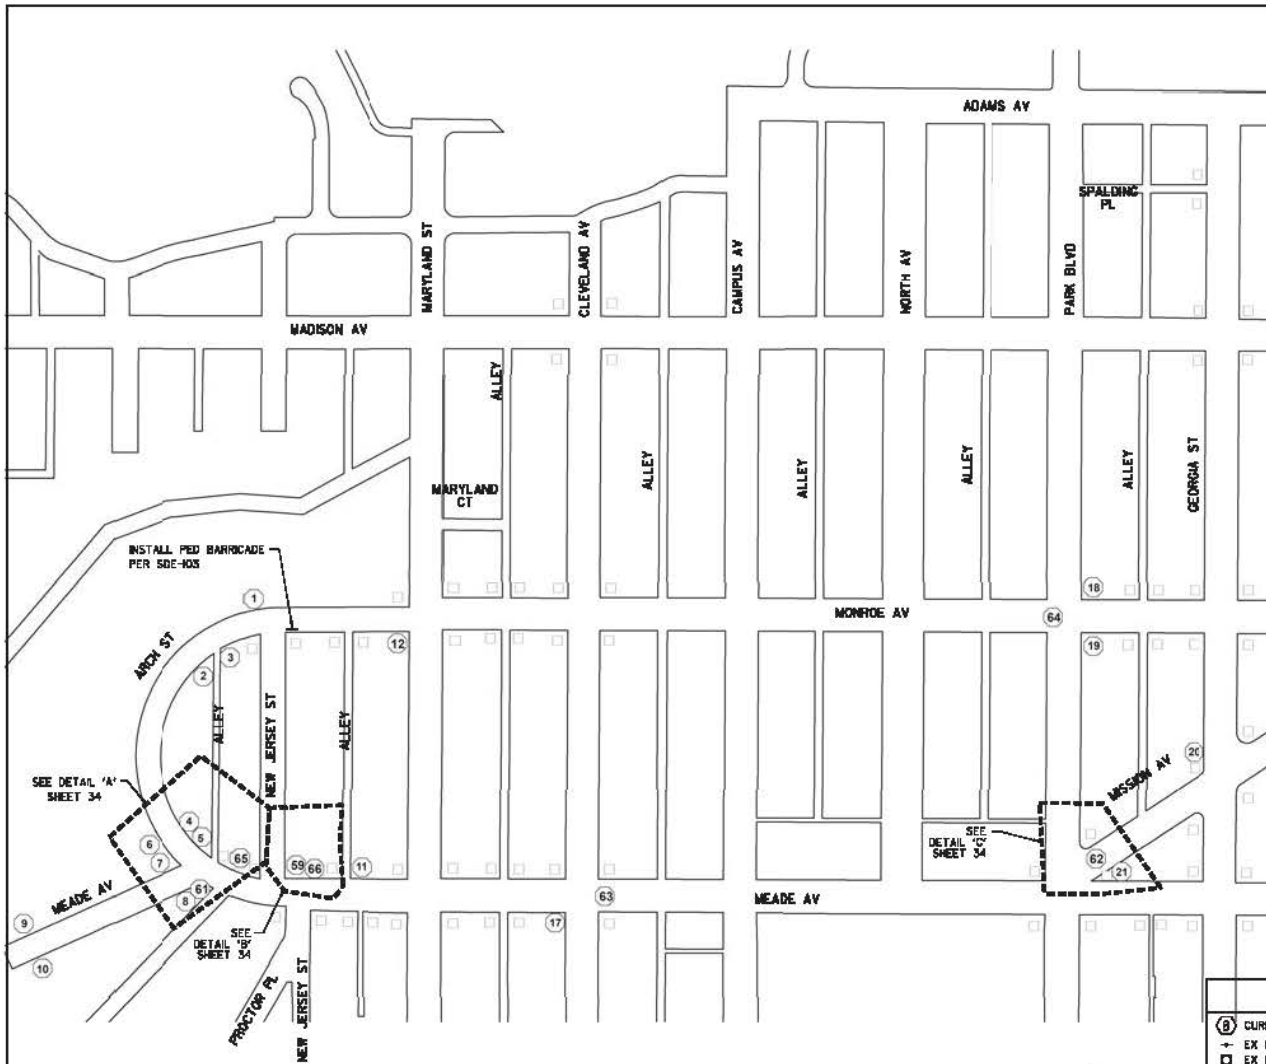 ADAMS AV
SPALDING
PL
MARYLAND ST
CLEVELAND AV
CAMPUS AV
NORTH AV
PARK BLVD
MADISON AV
ALLEY
ALLEY
ALLEY
ALLEY
ALLEY
GEORGIA ST
MARYLAND
CT
INSTALL PED BARRICADE
PER SDE-103
1
18
MONROE AV
64
ARCH ST
2
3
12
19
ALLEY
NEW JERSEY ST
ALLEY
20
MISSION AV
SEE DETAIL 'A'
SHEET 34
4
5
6
7
65
59
66
11
SEE
DETAIL 'C'
SHEET 34
62
21
61
8
MEADE AV
9
10
63
MEADE AV
17
SEE
DETAIL 'B'
SHEET 34
PROCTOR PL
NEW JERSEY ST
EX
EX